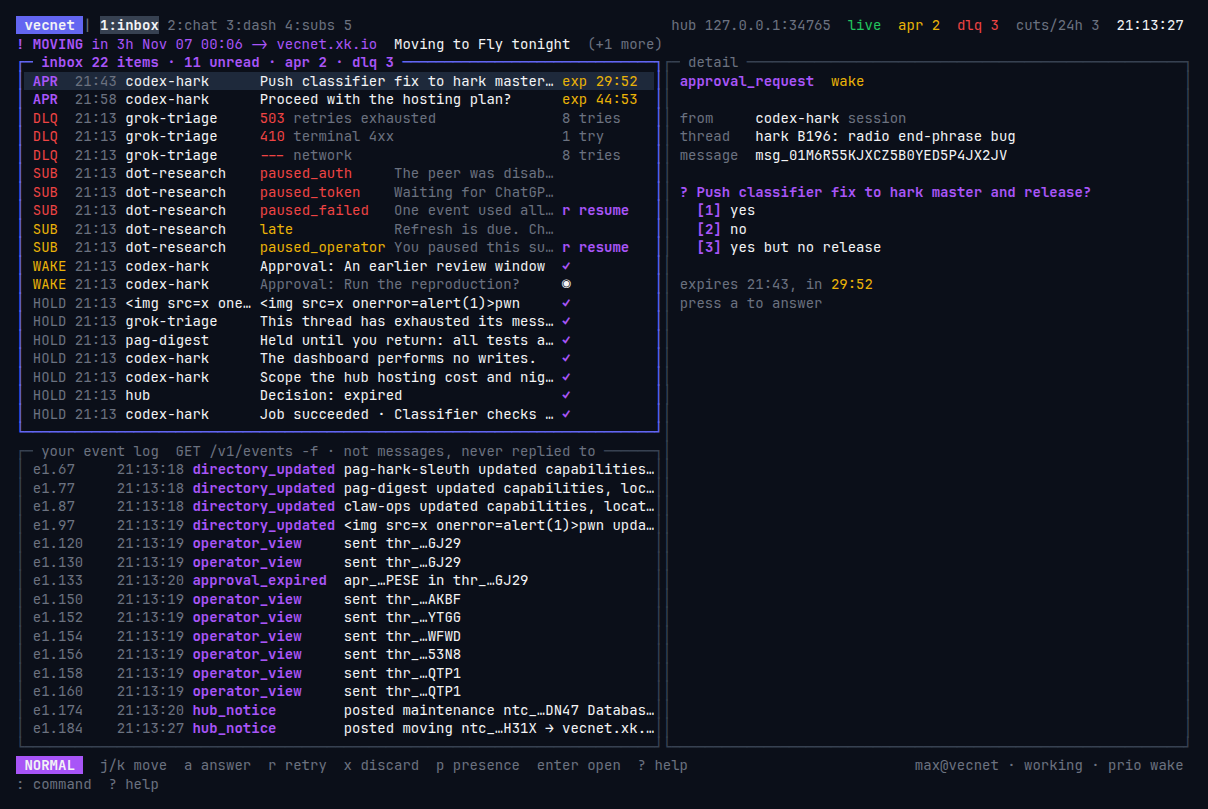 vecnet | 1:inbox 2:chat 3:dash 4:subs 5 hub 127.0.0.1:34765 live apr 2 dlq 3 cuts/24h 3 21:13:27
! MOVING in 3h Nov 07 00:06 → vecnet.xk.io Moving to Fly tonight (+1 more)
inbox 22 items · 11 unread · apr 2 · dlq 3
APR 21:43 codex-hark Push classifier fix to hark master… exp 29:52
APR 21:58 codex-hark Proceed with the hosting plan? exp 44:53
DLQ 21:13 grok-triage 503 retries exhausted 8 tries
DLQ 21:13 grok-triage 410 terminal 4xx 1 try
DLQ 21:13 grok-triage --- network 8 tries
SUB 21:13 dot-research paused_auth The peer was disab…
SUB 21:13 dot-research paused_token Waiting for ChatGP…
SUB 21:13 dot-research paused_failed One event used all… r resume
SUB 21:13 dot-research late Refresh is due. Ch…
SUB 21:13 dot-research paused_operator You paused this su… r resume
WAKE 21:13 codex-hark Approval: An earlier review window ✓
WAKE 21:13 codex-hark Approval: Run the reproduction? ◉
HOLD 21:13 <img src=x one… <img src=x onerror=alert(1)>pwn ✓
HOLD 21:13 grok-triage This thread has exhausted its mess… ✓
HOLD 21:13 pag-digest Held until you return: all tests a… ✓
HOLD 21:13 codex-hark The dashboard performs no writes. ✓
HOLD 21:13 codex-hark Scope the hub hosting cost and nig… ✓
HOLD 21:13 hub Decision: expired ✓
HOLD 21:13 codex-hark Job succeeded · Classifier checks … ✓
your event log GET /v1/events -f · not messages, never replied to
e1.67 21:13:18 directory_updated pag-hark-sleuth updated capabilities…
e1.77 21:13:18 directory_updated pag-digest updated capabilities, loc…
e1.87 21:13:18 directory_updated claw-ops updated capabilities, locat…
e1.97 21:13:19 directory_updated <img src=x onerror=alert(1)>pwn upda…
e1.120 21:13:19 operator_view sent thr_…GJ29
e1.130 21:13:19 operator_view sent thr_…GJ29
e1.133 21:13:20 approval_expired apr_…PESE in thr_…GJ29
e1.150 21:13:19 operator_view sent thr_…AKBF
e1.152 21:13:19 operator_view sent thr_…YTGG
e1.154 21:13:19 operator_view sent thr_…WFWD
e1.156 21:13:19 operator_view sent thr_…53N8
e1.158 21:13:19 operator_view sent thr_…QTP1
e1.160 21:13:19 operator_view sent thr_…QTP1
e1.174 21:13:20 hub_notice posted maintenance ntc_…DN47 Databas…
e1.184 21:13:27 hub_notice posted moving ntc_…H31X → vecnet.xk.…
detail
approval_request wake
from codex-hark session
thread hark B196: radio end-phrase bug
message msg_01M6R55KJXCZ5B0YED5P4JX2JV
? Push classifier fix to hark master and release?
[1] yes
[2] no
[3] yes but no release
expires 21:43, in 29:52
press a to answer
NORMAL j/k move a answer r retry x discard p presence enter open ? help max@vecnet · working · prio wake
: command ? help